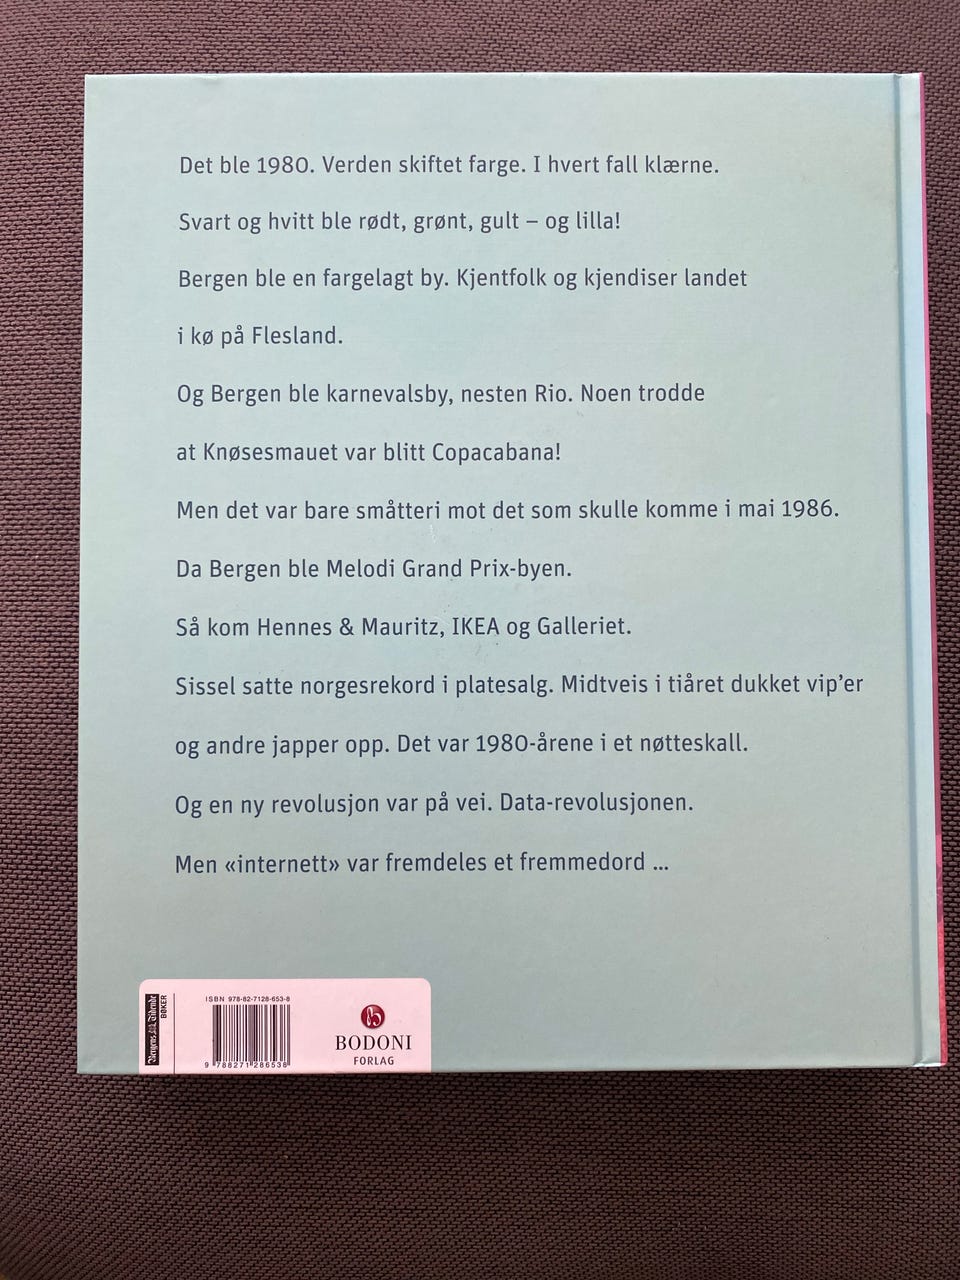 Det ble 1980. Verden skiftet farge. I hvert fall klærne.
Svart og hvitt ble rødt, grønt, gult – og lilla!
Bergen ble en fargelagt by. Kjentfolk og kjendiser landet
i kø på Flesland.
Og Bergen ble karnevalsby, nesten Rio. Noen trodde
at Knøsesmauet var blitt Copacabana!
Men det var bare småtteri mot det som skulle komme i mai 1986.
Da Bergen ble Melodi Grand Prix-byen.
Så kom Hennes & Mauritz, IKEA og Galleriet.
Sissel satte norgesrekord i platesalg. Midtveis i tiåret dukket vip’er
og andre japper opp. Det var 1980-årene i et nøtteskall.
Og en ny revolusjon var på vei. Data-revolusjonen.
Men «internett» var fremdeles et fremmedord ...
Bergens Tidende
BØKER
ISBN 978-82-7128-653-8
9 788271 286538
B
BODONI
FORLAG